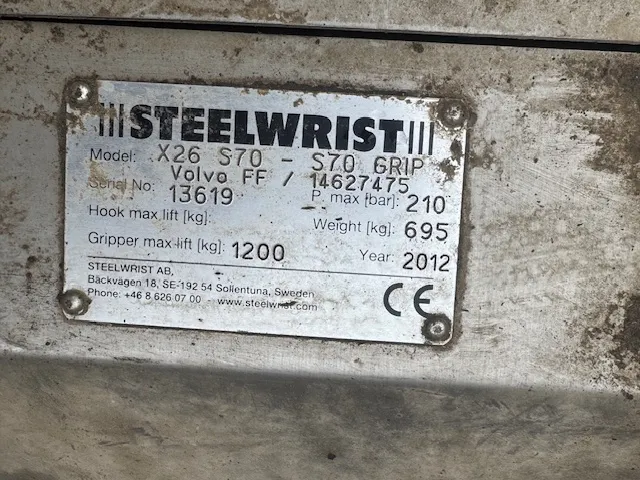 STEELWRIST
Model: X26 S70 - S70 GRIP
Volvo FF / 14627475
Serial No: 13619 P. max [bar]: 210
Hook max lift [kg]: Weight [kg]: 695
Gripper max lift [kg]: 1200 Year: 2012
STEELWRIST AB,
Bäckvägen 18, SE-192 54 Sollentuna, Sweden
Phone: +46 8 626 07 00 - www.steelwrist.com
CE